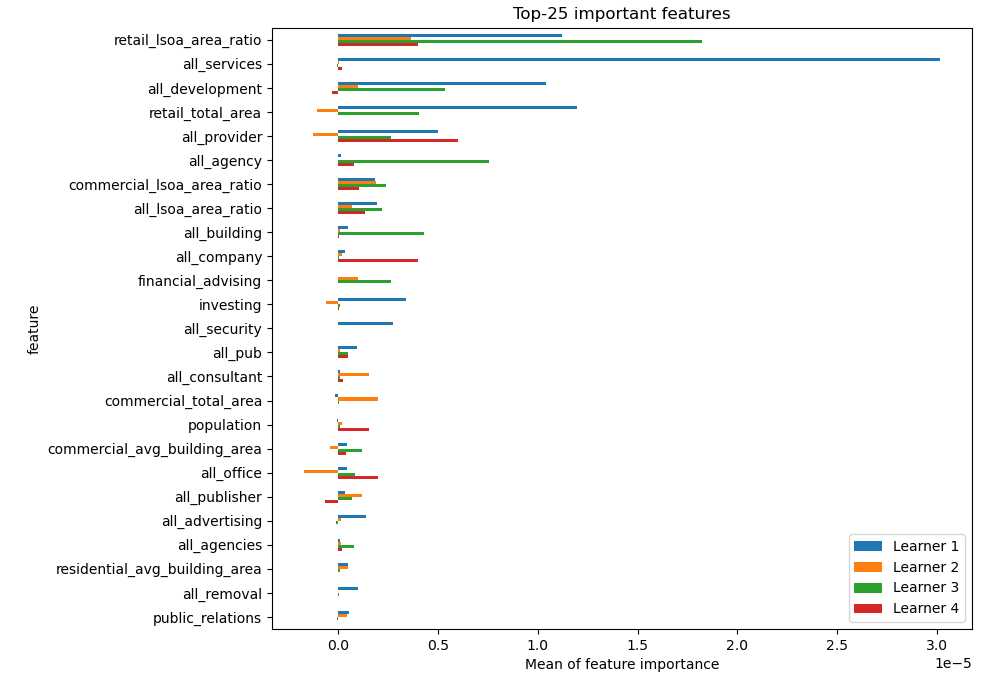 Top-25 important features
retail_lsoa_area_ratio
all_services
all_development
retail_total_area
all_provider
all_agency
commercial_lsoa_area_ratio
all_lsoa_area_ratio
all_building
all_company
financial_advising
investing
all_security
all_pub
all_consultant
commercial_total_area
population
commercial_avg_building_area
all_office
all_publisher
all_advertising
all_agencies
residential_avg_building_area
all_removal
public_relations
feature
Learner 1
Learner 2
Learner 3
Learner 4
0.0 0.5 1.0 1.5 2.0 2.5 3.0
1e−5
Mean of feature importance